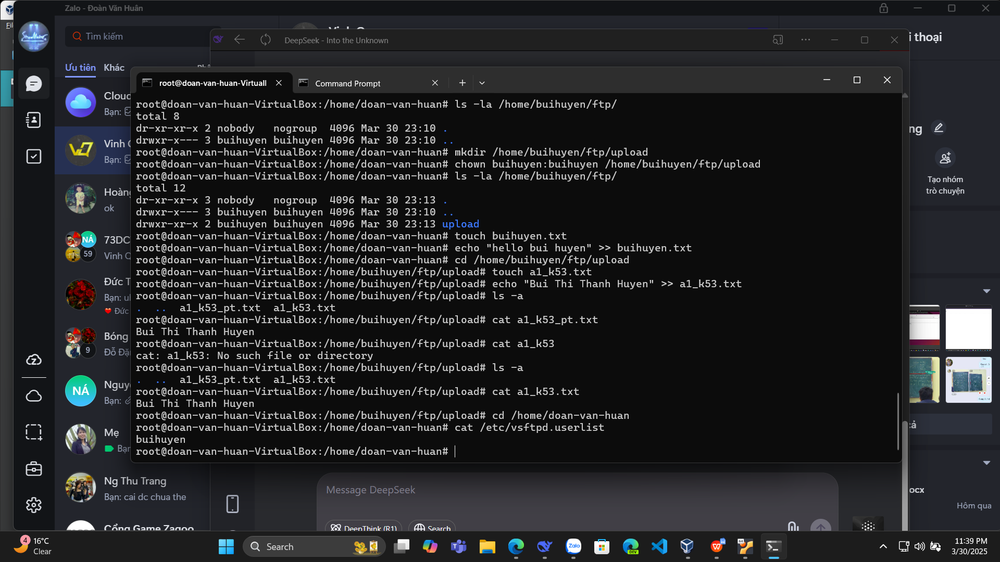 Zalo - Đoàn Văn Huân
Tìm kiếm
Ưu tiên Khác
Cloud
Bạn:
Vinh
Bạn:
Hoàng
ok
73DC
Vinh
59
Đức T
Bạn:
Đức
Bóng
9
NÁ
Bạn:
Mẹ
Ng Thu Trang
Bạn: cai dc chua the
Cổng Game Zagoo
DeepSeek - Into the Unknown
i thoại
ng
Tạo nhóm
trò chuyện
ocx
Hôm qua
root@doan-van-huan-Virtuall
Command Prompt
root@doan-van-huan-VirtualBox:/home/doan-van-huan# ls -la /home/buihuyen/ftp/
total 8
dr-xr-xr-x 2 nobody   nogroup  4096 Mar 30 23:10 .
drwxr-x--- 3 buihuyen buihuyen 4096 Mar 30 23:10 ..
root@doan-van-huan-VirtualBox:/home/doan-van-huan# mkdir /home/buihuyen/ftp/upload
root@doan-van-huan-VirtualBox:/home/doan-van-huan# chown buihuyen:buihuyen /home/buihuyen/ftp/upload
root@doan-van-huan-VirtualBox:/home/doan-van-huan# ls -la /home/buihuyen/ftp/
total 12
dr-xr-xr-x 3 nobody   nogroup  4096 Mar 30 23:13 .
drwxr-x--- 3 buihuyen buihuyen 4096 Mar 30 23:10 ..
drwxr-xr-x 2 buihuyen buihuyen 4096 Mar 30 23:13 upload
root@doan-van-huan-VirtualBox:/home/doan-van-huan# touch buihuyen.txt
root@doan-van-huan-VirtualBox:/home/doan-van-huan# echo "hello bui huyen" >> buihuyen.txt
root@doan-van-huan-VirtualBox:/home/doan-van-huan# cd /home/buihuyen/ftp/upload
root@doan-van-huan-VirtualBox:/home/buihuyen/ftp/upload# touch a1_k53.txt
root@doan-van-huan-VirtualBox:/home/buihuyen/ftp/upload# echo "Bui Thi Thanh Huyen" >> a1_k53.txt
root@doan-van-huan-VirtualBox:/home/buihuyen/ftp/upload# ls -a
.  ..  a1_k53_pt.txt  a1_k53.txt
root@doan-van-huan-VirtualBox:/home/buihuyen/ftp/upload# cat a1_k53_pt.txt
Bui Thi Thanh Huyen
root@doan-van-huan-VirtualBox:/home/buihuyen/ftp/upload# cat a1_k53
cat: a1_k53: No such file or directory
root@doan-van-huan-VirtualBox:/home/buihuyen/ftp/upload# ls -a
.  ..  a1_k53_pt.txt  a1_k53.txt
root@doan-van-huan-VirtualBox:/home/buihuyen/ftp/upload# cat a1_k53.txt
Bui Thi Thanh Huyen
root@doan-van-huan-VirtualBox:/home/buihuyen/ftp/upload# cd /home/doan-van-huan
root@doan-van-huan-VirtualBox:/home/doan-van-huan# cat /etc/vsftpd.userlist
buihuyen
root@doan-van-huan-VirtualBox:/home/doan-van-huan#
Message DeepSeek
DeepThink (R1)
Search
4
16°C
Clear
Search
Zalo
DEV
64
11:39 PM
3/30/2025